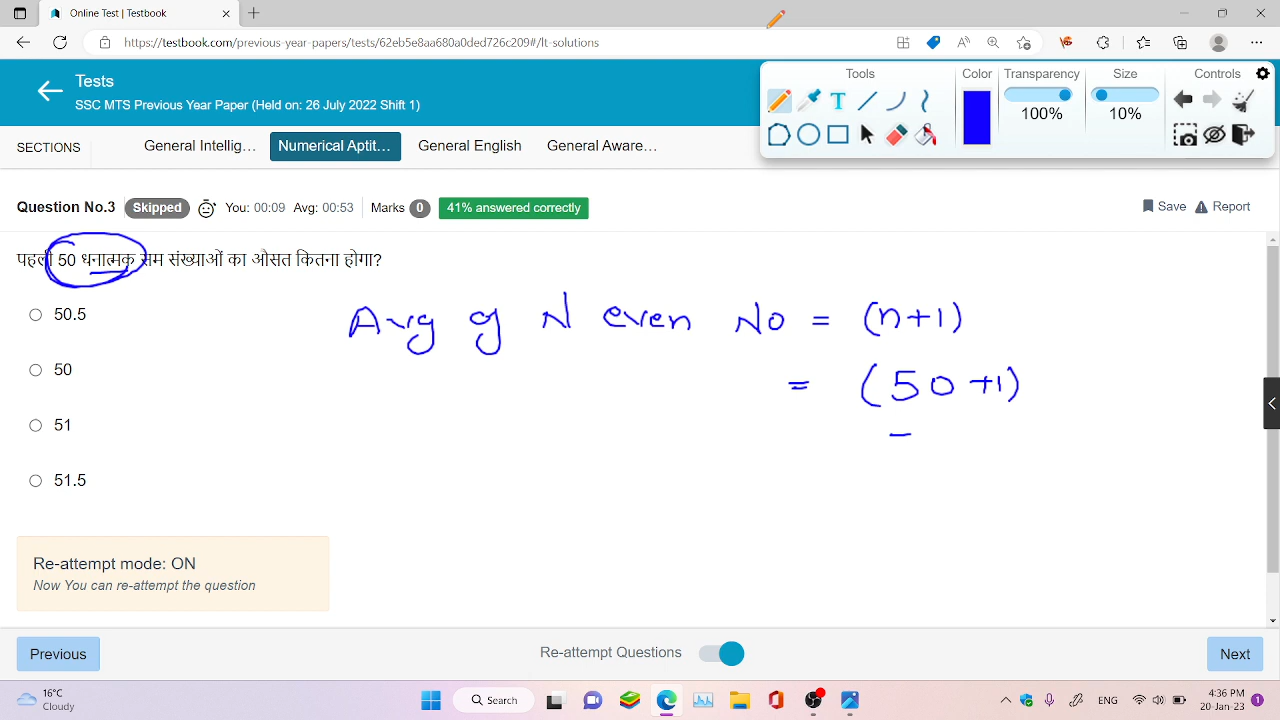 Online Test | Testbook
https://testbook.com/previous-year-papers/tests/62eb5e8aa680a0ded726c209#/lt-solutions
Tests
SSC MTS Previous Year Paper (Held on: 26 July 2022 Shift 1)
Tools
Color
Transparency
Size
Controls
100%
10%
SECTIONS
General Intellig...
Numerical Aptit...
General English
General Aware...
Question No.3 Skipped You: 00:09 Avg: 00:53 Marks 0 41% answered correctly
Save Report
पहली 50 धनात्मक सम संख्याओं का औसत कितना होगा?
50.5
50
51
51.5
Avg of N even No = (n+1)
= (50+1)
=
Re-attempt mode: ON
Now You can re-attempt the question
Previous
Re-attempt Questions
Next
16°C
Cloudy
Search
ENG
4:36 PM
20-Jan-23
1